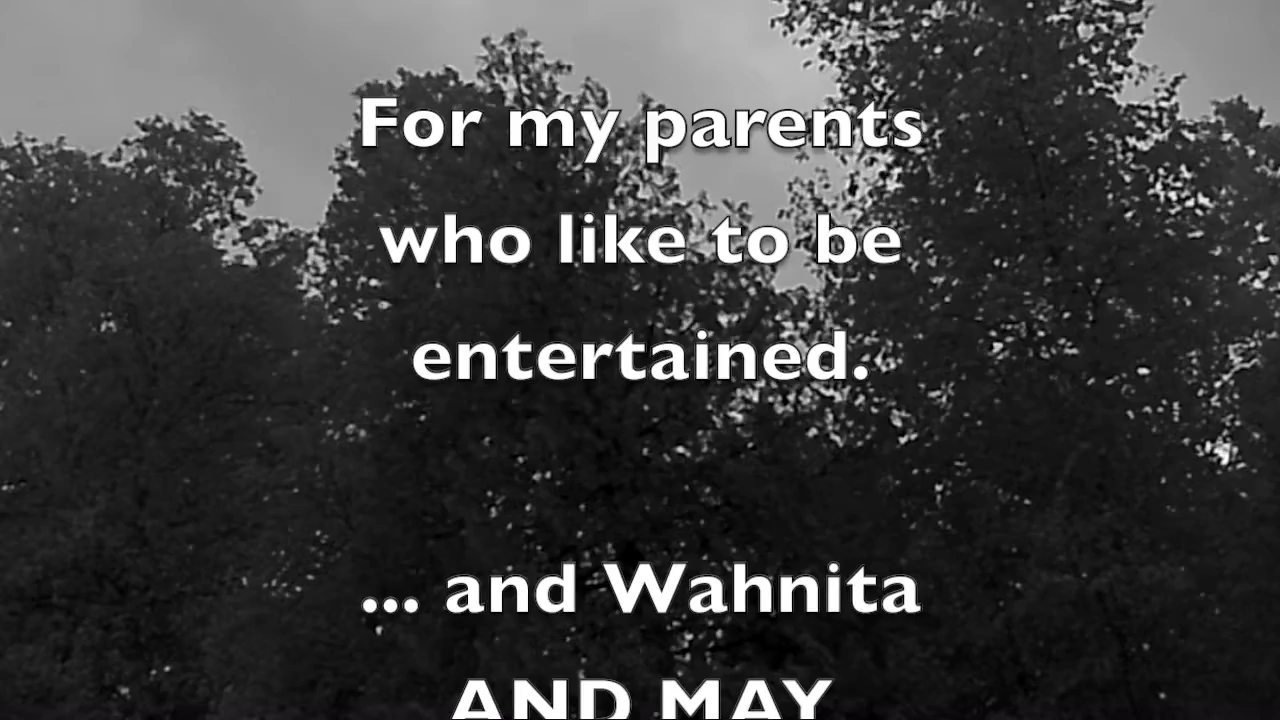 For my parents
who like to be
entertained.
... and Wahnita
AND MAY